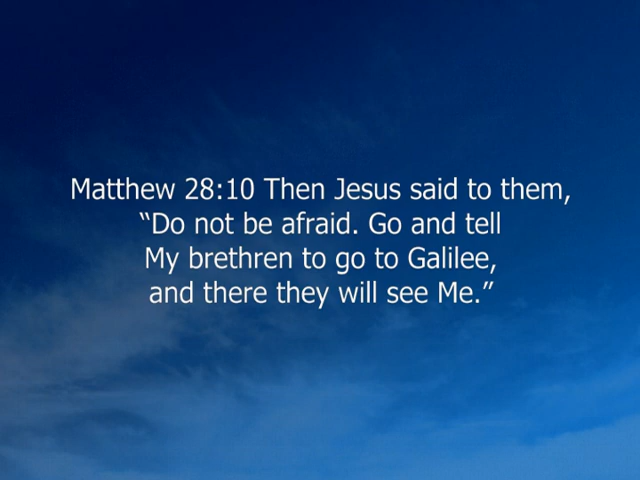 Matthew 28:10 Then Jesus said to them,
“Do not be afraid. Go and tell
My brethren to go to Galilee,
and there they will see Me.”